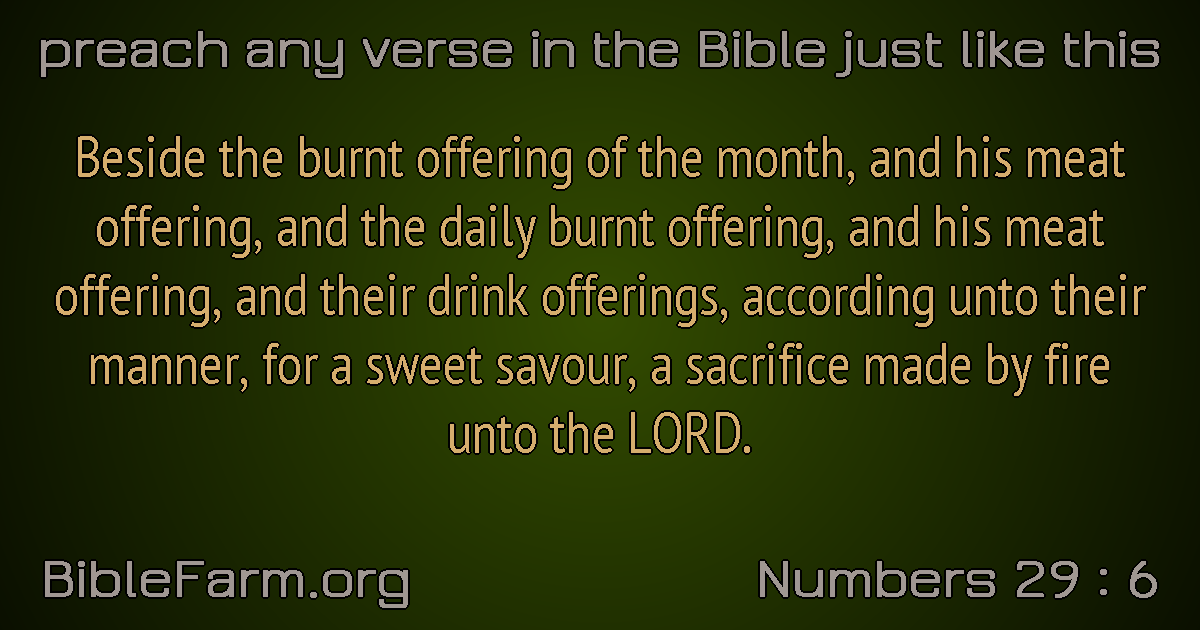 preach any verse in the Bible just like this
Beside the burnt offering of the month, and his meat
offering, and the daily burnt offering, and his meat
offering, and their drink offerings, according unto their
manner, for a sweet savour, a sacrifice made by fire
unto the LORD.
BibleFarm.org
Numbers 29 : 6